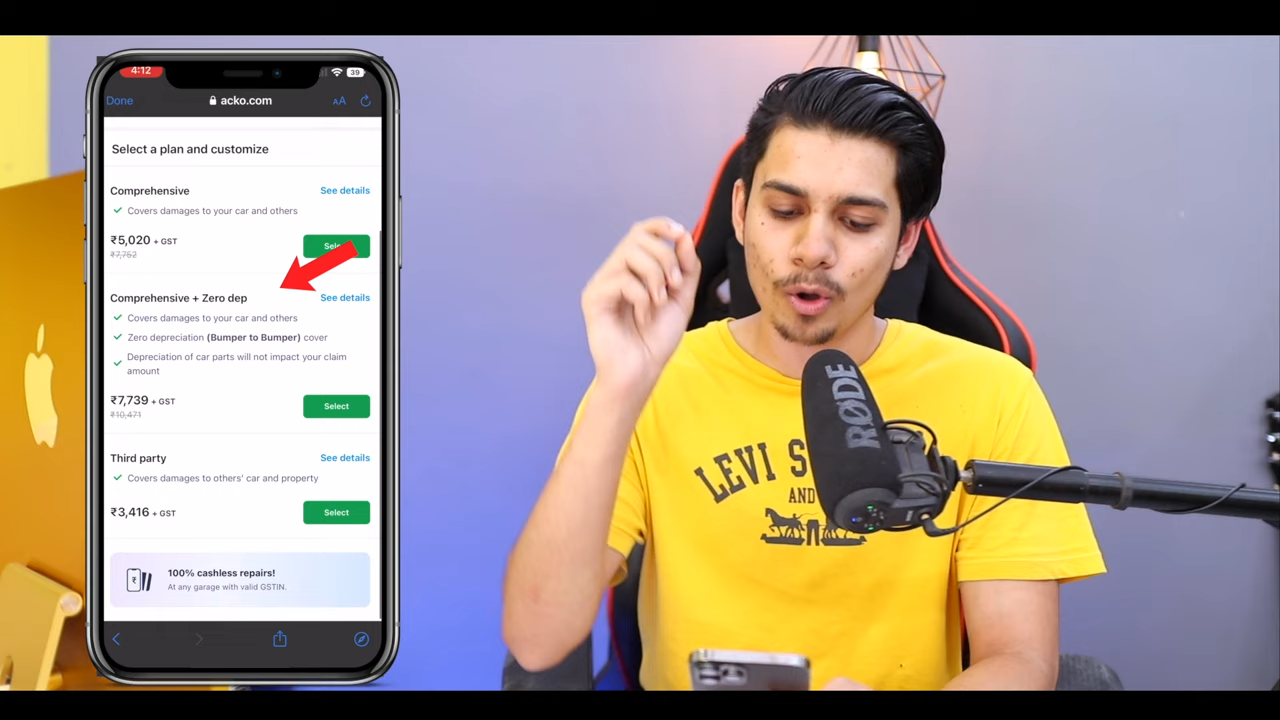 4:12
39
Done
acko.com
AA
Select a plan and customize
Comprehensive
See details
Covers damages to your car and others
₹5,020 + GST
₹7,752
Comprehensive + Zero dep
See details
Covers damages to your car and others
Zero depreciation (Bumper to Bumper) cover
Depreciation of car parts will not impact your claim
amount
₹7,739 + GST
₹10,471
Select
Third party
See details
Covers damages to others' car and property
₹3,416 + GST
Select
₹
100% cashless repairs!
At any garage with valid GSTIN.
LEVI
AND
RØDE